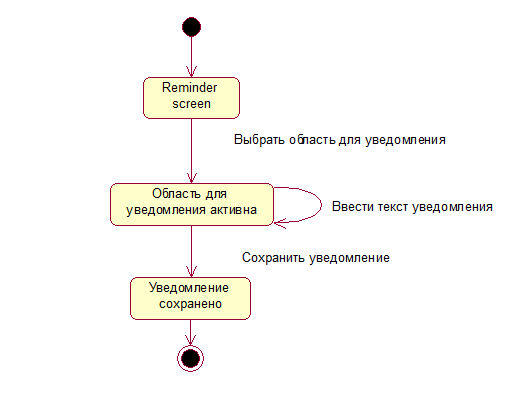 Reminder
screen
Выбрать область для уведомления
Область для
уведомления активна
Ввести текст уведомления
Сохранить уведомление
Уведомление
сохранено